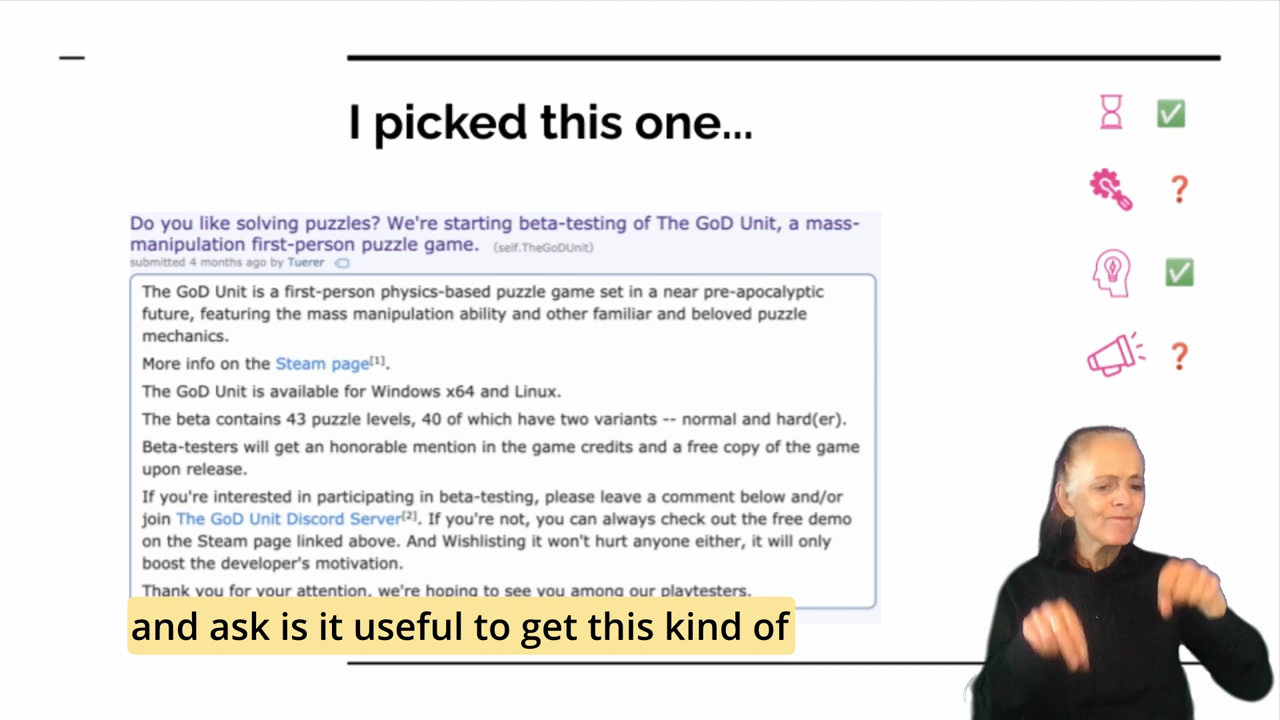 I picked this one...
Do you like solving puzzles? We're starting beta-testing of The GoD Unit, a mass-
manipulation first-person puzzle game. (self.TheGoDUnit)
submitted 4 months ago by Tuerer
The GoD Unit is a first-person physics-based puzzle game set in a near pre-apocalyptic
future, featuring the mass manipulation ability and other familiar and beloved puzzle
mechanics.
More info on the Steam page[1].
The GoD Unit is available for Windows x64 and Linux.
The beta contains 43 puzzle levels, 40 of which have two variants -- normal and hard(er).
Beta-testers will get an honorable mention in the game credits and a free copy of the game
upon release.
If you're interested in participating in beta-testing, please leave a comment below and/or
join The GoD Unit Discord Server[2]. If you're not, you can always check out the free demo
on the Steam page linked above. And Wishlisting it won't hurt anyone either, it will only
boost the developer's motivation.
Thank you for your attention, we're hoping to see you among our playtesters.
and ask is it useful to get this kind of